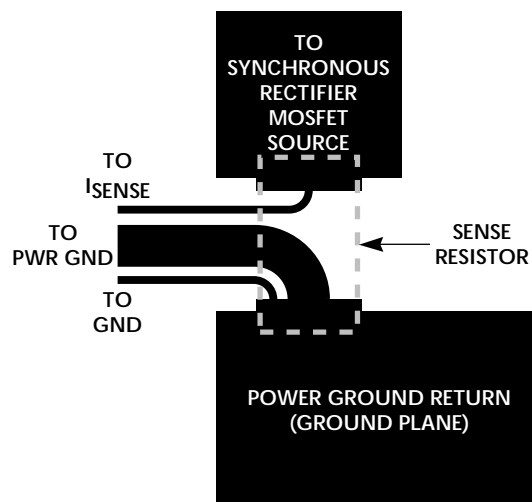 TO
SYNCHRONOUS
RECTIFIER
MOSFET
SOURCE
TO
ISENSE
TO
PWR GND
TO
GND
SENSE
RESISTOR
POWER GROUND RETURN
(GROUND PLANE)